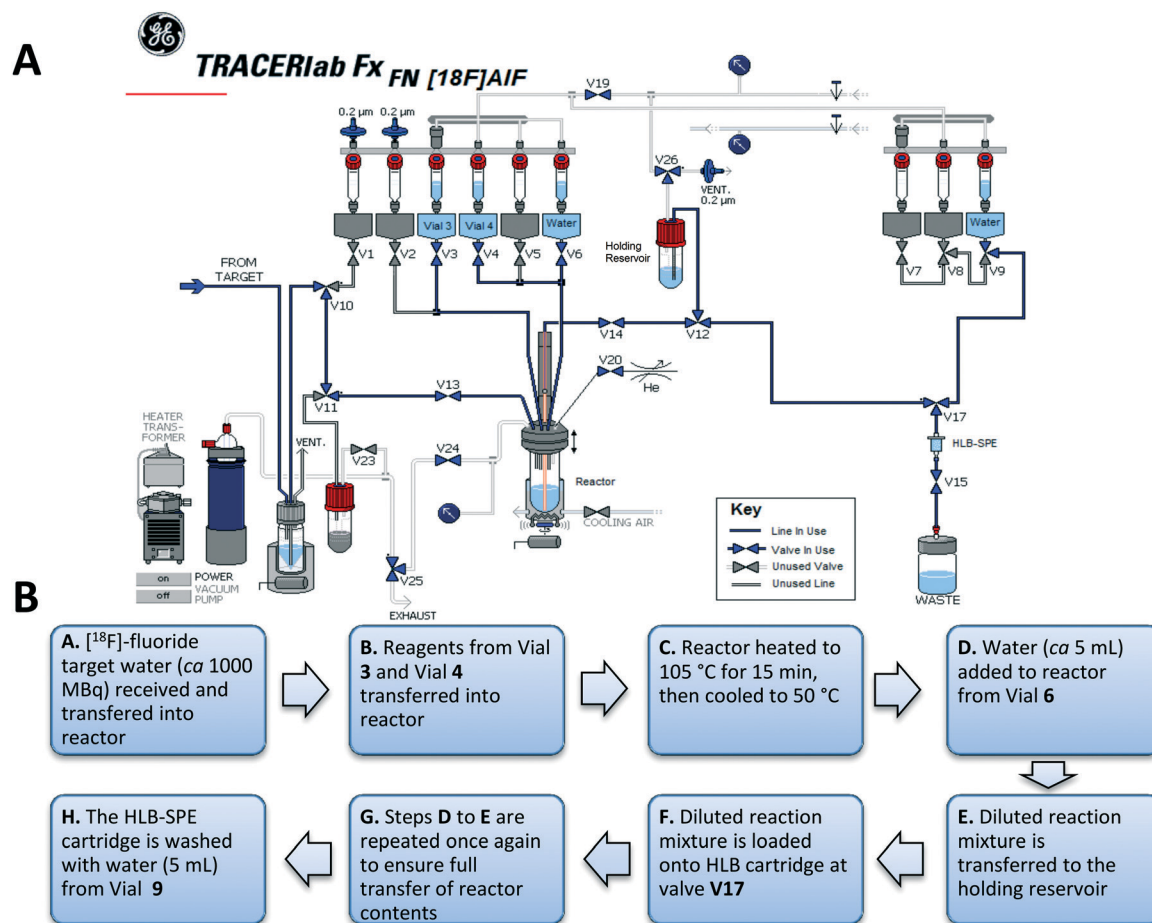 A
GE
TRACERlab Fx FN [18F]AIF
0.2 µm
0.2 µm
V19
V26
VENT.
0.2 µm
Vial 3
Vial 4
Water
Holding
Reservoir
Water
V1
V2
V3
V4
V5
V6
V7
V8
V9
FROM
TARGET
V10
V14
V12
V20
He
V11
V13
V17
HEATER
TRANS-
FORMER
VENT.
V23
V24
HLB-SPE
Reactor
V15
COOLING AIR
Key
Line In Use
Valve In Use
Unused Valve
Unused Line
on
POWER
VACUUM
off
PUMP
V25
EXHAUST
WASTE
B
A. [¹⁸F]-fluoride
target water (ca 1000
MBq) received and
transfered into
reactor
B. Reagents from Vial
3 and Vial 4
transferred into
reactor
C. Reactor heated to
105 °C for 15 min,
then cooled to 50 °C
D. Water (ca 5 mL)
added to reactor
from Vial 6
H. The HLB-SPE
cartridge is washed
with water (5 mL)
from Vial 9
G. Steps D to E are
repeated once again
to ensure full
transfer of reactor
contents
F. Diluted reaction
mixture is loaded
onto HLB cartridge at
valve V17
E. Diluted reaction
mixture is
transferred to the
holding reservoir